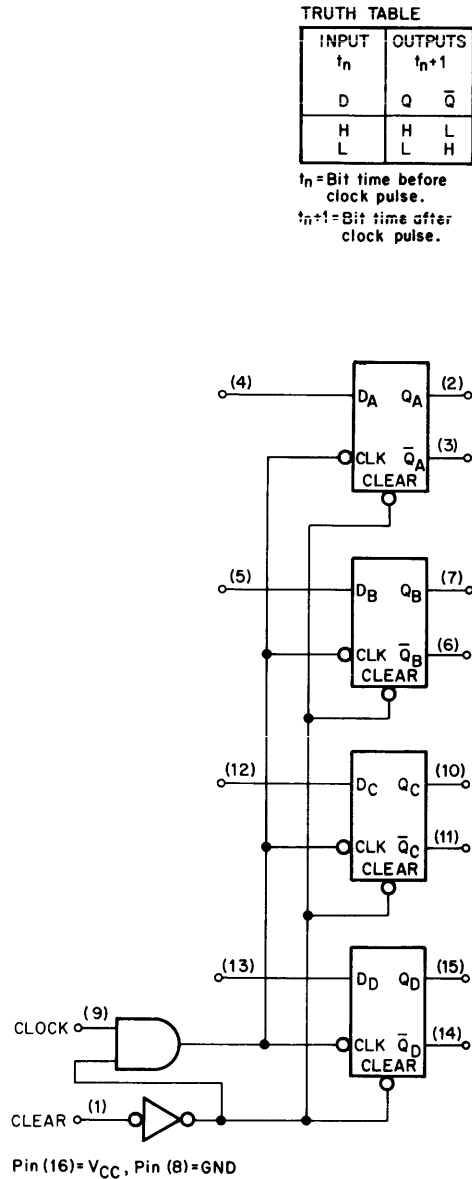 TRUTH TABLE
INPUT OUTPUTS
tn tn+1
D Q Q̅
H H L
L L H
tn=Bit time before
clock pulse.
tn+1=Bit time after
clock pulse.
(4) DA QA (2)
CLK Q̅A (3)
CLEAR
(5) DB QB (7)
CLK Q̅B (6)
CLEAR
(12) DC QC (10)
CLK Q̅C (11)
CLEAR
(13) DD QD (15)
CLOCK (9) CLK Q̅D (14)
CLEAR
CLEAR (1)
Pin (16)=VCC, Pin (8)=GND